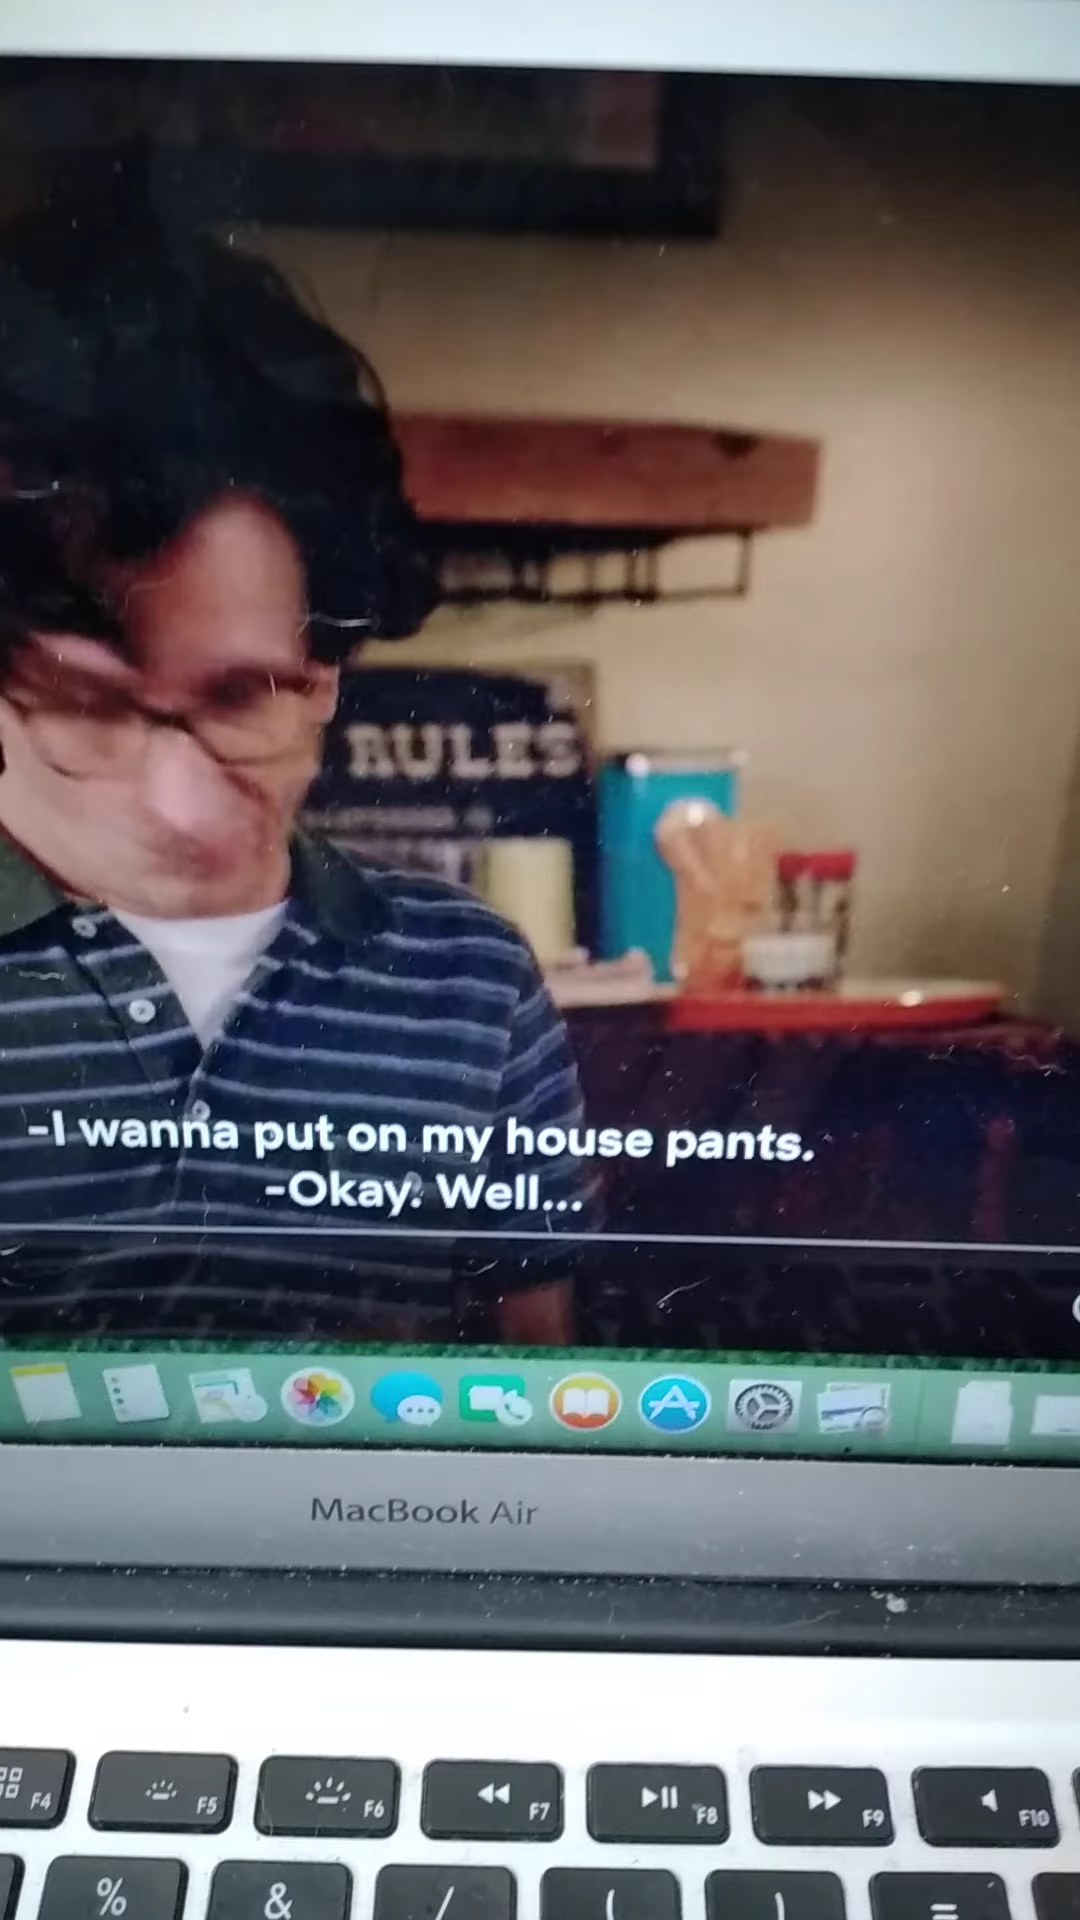 RULES
-I wanna put on my house pants.
-Okay. Well...
MacBook Air
F4
F5
F6
F7
F8
F9
F10
%
&
/
(
)
=